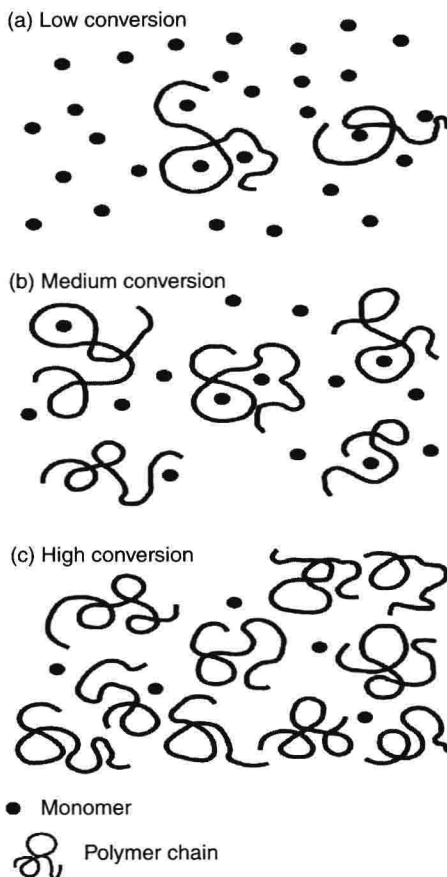 (a) Low conversion
(b) Medium conversion
(c) High conversion
Monomer
Polymer chain